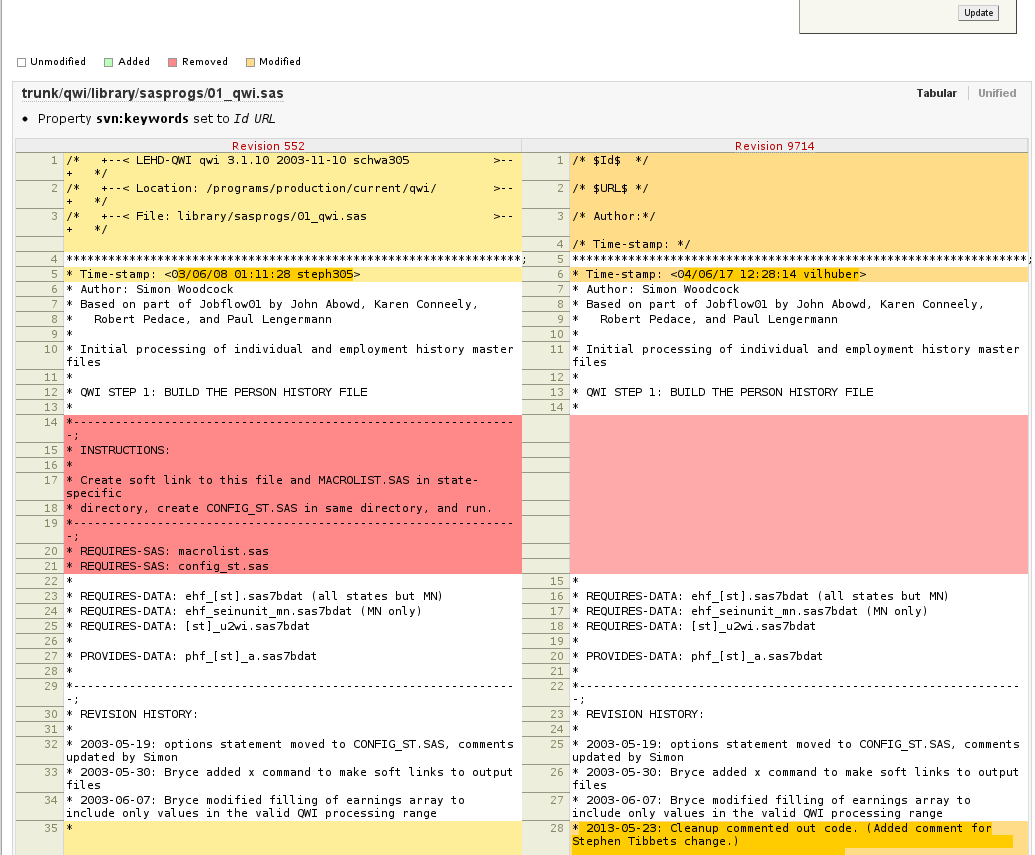 Update
Unmodified Added Removed Modified
trunk/qwi/library/sasprogs/01_qwi.sas Tabular Unified
• Property svn:keywords set to Id URL
Revision 552 Revision 9714
1 /* +--< LEHD-QWI qwi 3.1.10 2003-11-10 schwa305 >-- 1 /* $Id$ */
+ */
2 /* +--< Location: /programs/production/current/qwi/ >-- 2 /* $URL$ */
+ */
3 /* +--< File: library/sasprogs/01_qwi.sas >-- 3 /* Author:*/
+ */
4 /* Time-stamp: */
4 ****************************************************************; 5 ****************************************************************;
5 * Time-stamp: <03/06/08 01:11:28 steph305> 6 * Time-stamp: <04/06/17 12:28:14 vilhuber>
6 * Author: Simon Woodcock 7 * Author: Simon Woodcock
7 * Based on part of Jobflow01 by John Abowd, Karen Conneely, 8 * Based on part of Jobflow01 by John Abowd, Karen Conneely,
8 * Robert Pedace, and Paul Lengermann 9 * Robert Pedace, and Paul Lengermann
9 * 10 *
10 * Initial processing of individual and employment history master 11 * Initial processing of individual and employment history master
files files
11 * 12 *
12 * QWI STEP 1: BUILD THE PERSON HISTORY FILE 13 * QWI STEP 1: BUILD THE PERSON HISTORY FILE
13 * 14 *
14 *--------------------------------------------------------------
-;
15 * INSTRUCTIONS:
16 *
17 * Create soft link to this file and MACROLIST.SAS in state-
specific
18 * directory, create CONFIG_ST.SAS in same directory, and run.
19 *--------------------------------------------------------------
-;
20 * REQUIRES-SAS: macrolist.sas
21 * REQUIRES-SAS: config_st.sas
22 * 15 *
23 * REQUIRES-DATA: ehf_[st].sas7bdat (all states but MN) 16 * REQUIRES-DATA: ehf_[st].sas7bdat (all states but MN)
24 * REQUIRES-DATA: ehf_seinunit_mn.sas7bdat (MN only) 17 * REQUIRES-DATA: ehf_seinunit_mn.sas7bdat (MN only)
25 * REQUIRES-DATA: [st]_u2wi.sas7bdat 18 * REQUIRES-DATA: [st]_u2wi.sas7bdat
26 * 19 *
27 * PROVIDES-DATA: phf_[st]_a.sas7bdat 20 * PROVIDES-DATA: phf_[st]_a.sas7bdat
28 * 21 *
29 *-------------------------------------------------------------- 22 *--------------------------------------------------------------
-; -;
30 * REVISION HISTORY: 23 * REVISION HISTORY:
31 * 24 *
32 * 2003-05-19: options statement moved to CONFIG_ST.SAS, comments 25 * 2003-05-19: options statement moved to CONFIG_ST.SAS, comments
updated by Simon updated by Simon
33 * 2003-05-30: Bryce added x command to make soft links to output 26 * 2003-05-30: Bryce added x command to make soft links to output
files files
34 * 2003-06-07: Bryce modified filling of earnings array to 27 * 2003-06-07: Bryce modified filling of earnings array to
include only values in the valid QWI processing range include only values in the valid QWI processing range
35 * 28 * 2013-05-23: Cleanup commented out code. (Added comment for
Stephen Tibbets change.)